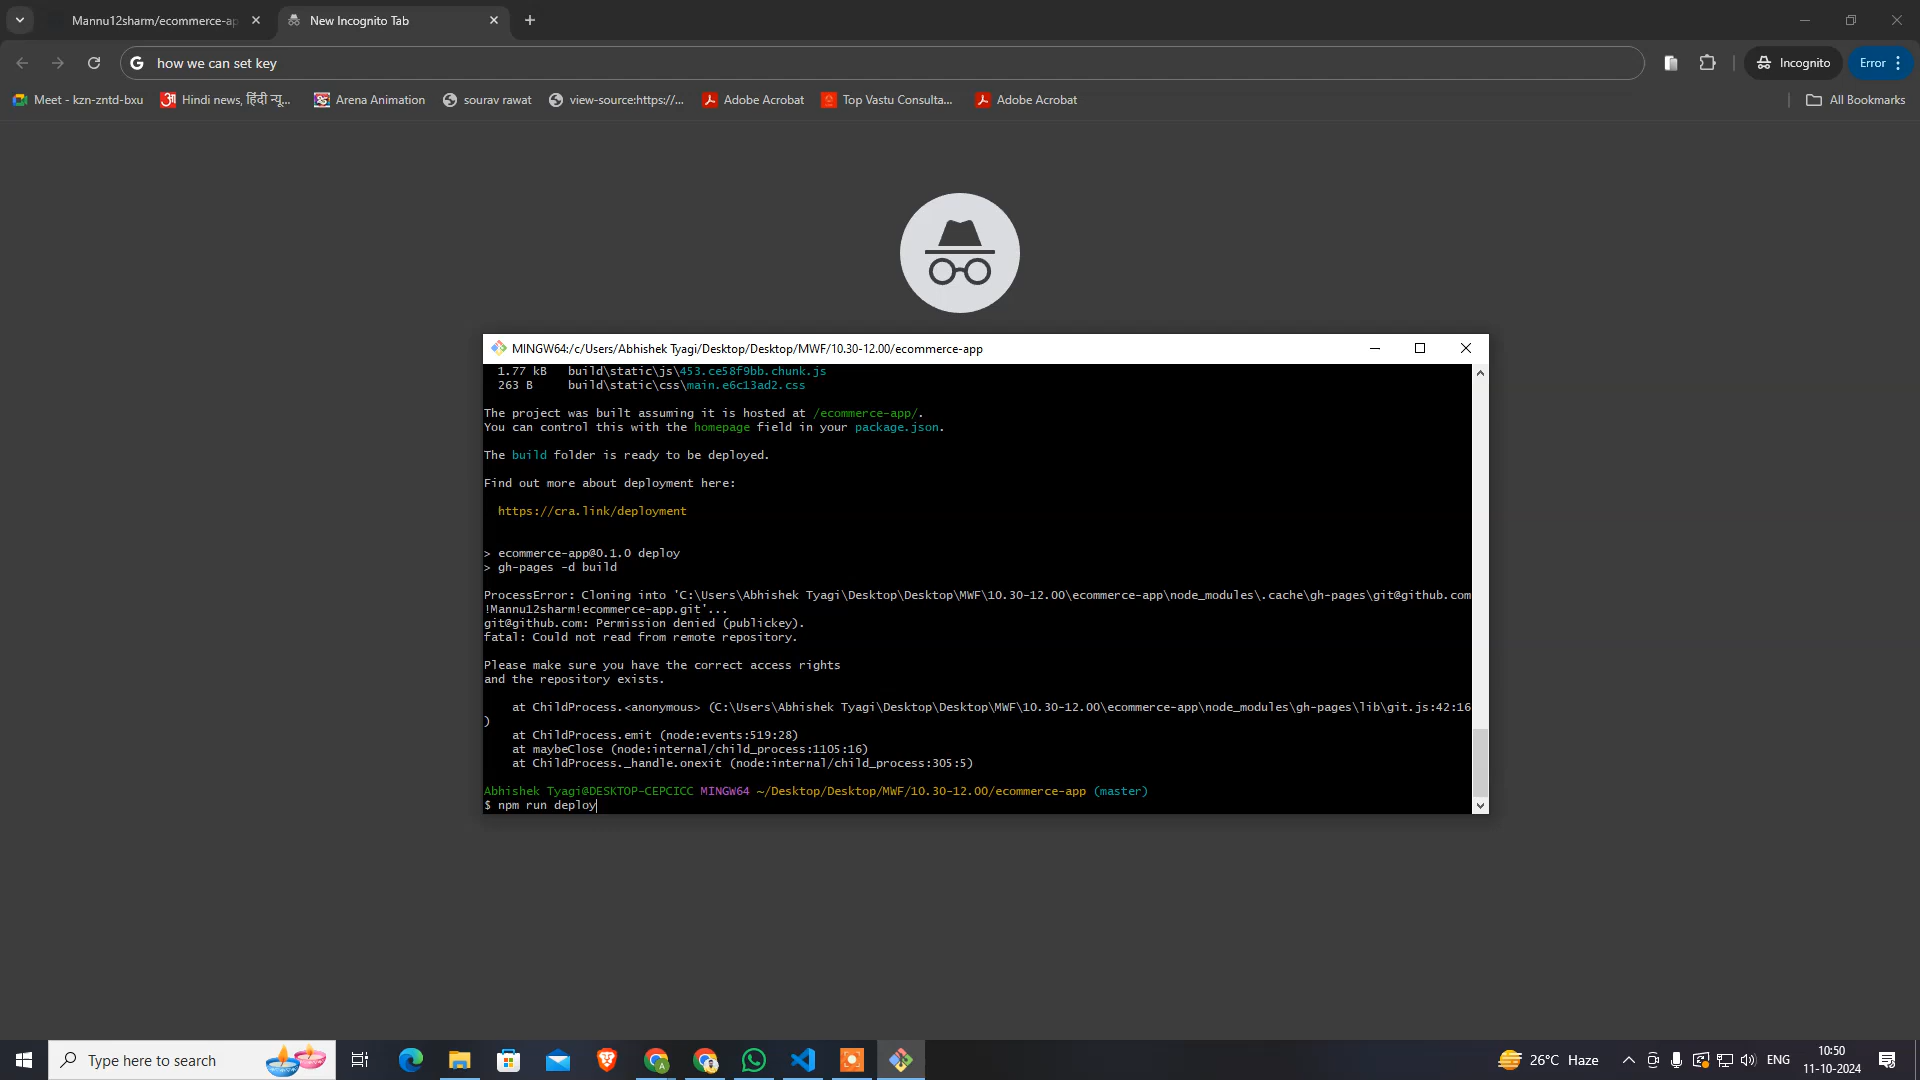 Mannu12sharm/ecommerce-ap
New Incognito Tab
how we can set key
Incognito
Error
Meet - kzn-zntd-bxu
Hindi news, हिंदी न्यू...
Arena Animation
sourav rawat
view-source:https://...
Adobe Acrobat
Top Vastu Consulta...
Adobe Acrobat
All Bookmarks
MINGW64:/c/Users/Abhishek Tyagi/Desktop/Desktop/MWF/10.30-12.00/ecommerce-app
1.77 kB   build\static\js\453.ce58f9bb.chunk.js
263 B     build\static\css\main.e6c13ad2.css
The project was built assuming it is hosted at /ecommerce-app/.
You can control this with the homepage field in your package.json.
The build folder is ready to be deployed.
Find out more about deployment here:
https://cra.link/deployment
> ecommerce-app@0.1.0 deploy
> gh-pages -d build
ProcessError: Cloning into 'C:\Users\Abhishek Tyagi\Desktop\Desktop\MWF\10.30-12.00\ecommerce-app\node_modules\.cache\gh-pages\git@github.com
!Mannu12sharm!ecommerce-app.git'...
git@github.com: Permission denied (publickey).
fatal: Could not read from remote repository.
Please make sure you have the correct access rights
and the repository exists.
at ChildProcess.<anonymous> (C:\Users\Abhishek Tyagi\Desktop\Desktop\MWF\10.30-12.00\ecommerce-app\node_modules\gh-pages\lib\git.js:42:16
)
at ChildProcess.emit (node:events:519:28)
at maybeClose (node:internal/child_process:1105:16)
at ChildProcess._handle.onexit (node:internal/child_process:305:5)
Abhishek Tyagi@DESKTOP-CEPCICC MINGW64 ~/Desktop/Desktop/MWF/10.30-12.00/ecommerce-app (master)
$ npm run deploy
Type here to search
26°C Haze
ENG
10:50
11-10-2024